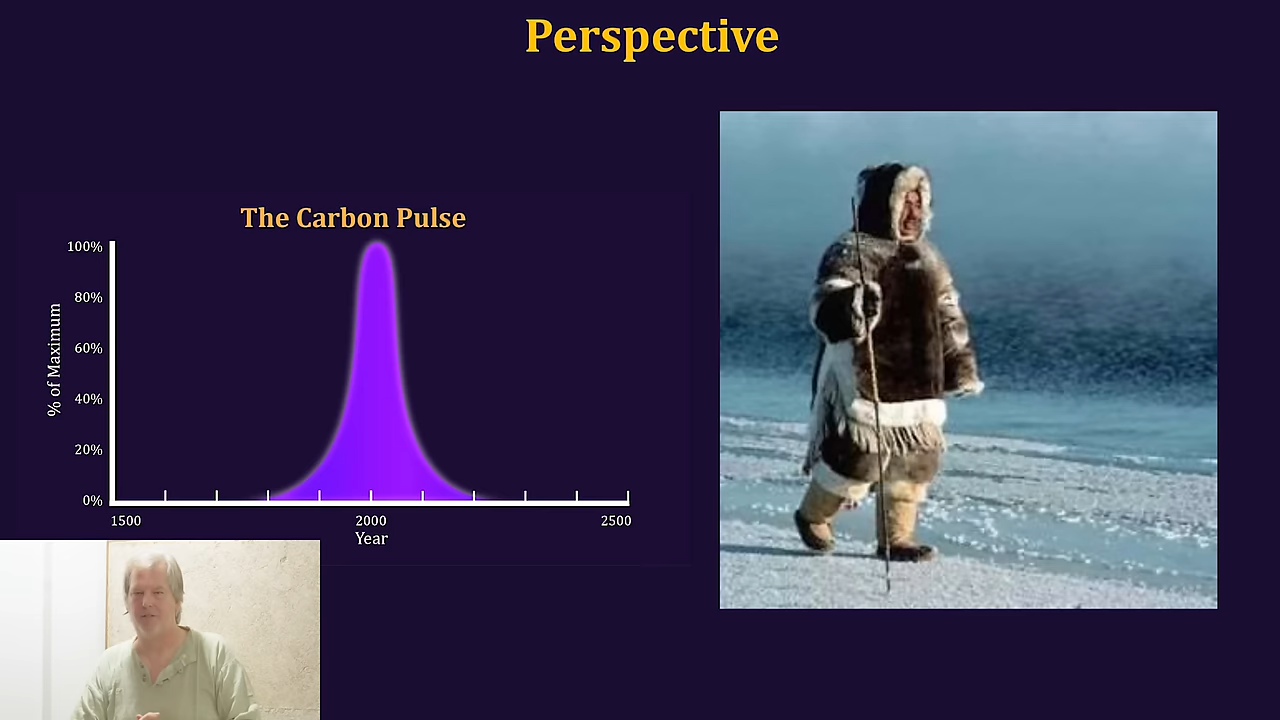 Perspective
The Carbon Pulse
100%
80%
60%
40%
20%
0%
% of Maximum
1500
2000
2500
Year